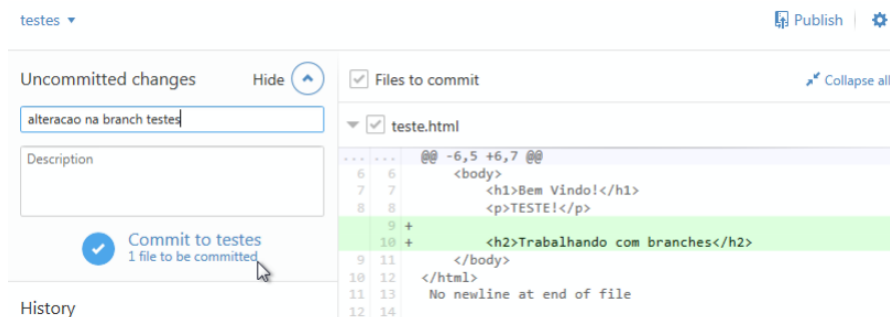 testes
Publish
Uncommitted changes
Hide
alteracao na branch testes
Description
Commit to testes
1 file to be committed
History
Files to commit
Collapse all
teste.html
... ... @@ -6,5 +6,7 @@
6 6 <body>
7 7 <h1>Bem Vindo!</h1>
8 8 <p>TESTE!</p>
9 +
10 + <h2>Trabalhando com branches</h2>
9 11 </body>
10 12 </html>
11 13 No newline at end of file
12 14